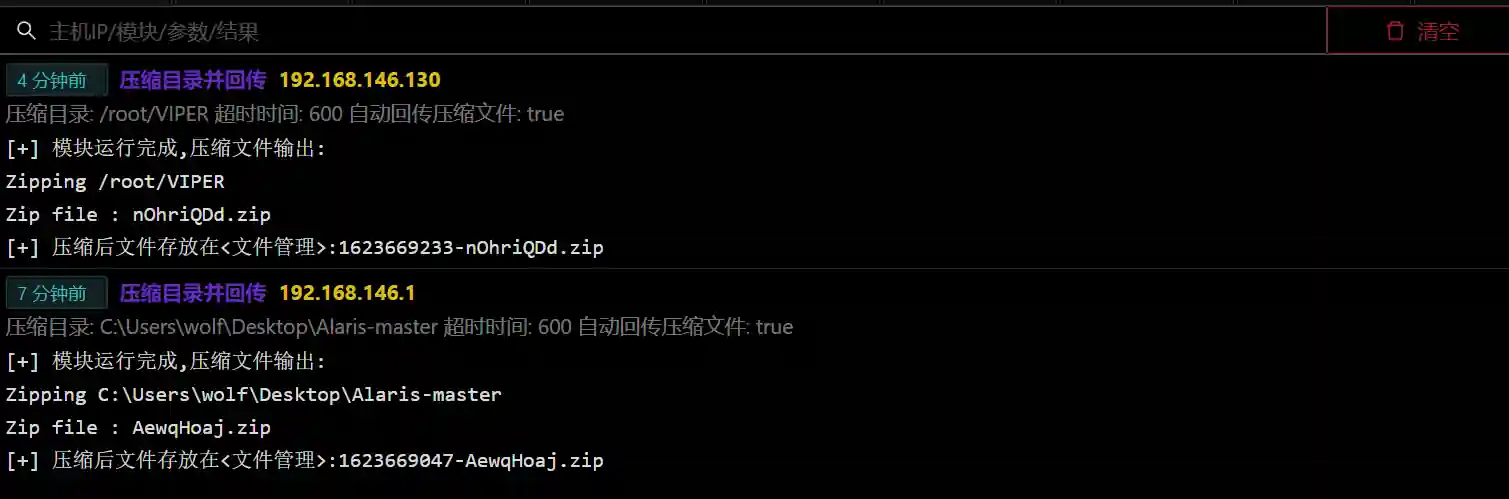 主机IP/模块/参数/结果
清空
4 分钟前 压缩目录并回传 192.168.146.130
压缩目录: /root/VIPER 超时时间: 600 自动回传压缩文件: true
[+] 模块运行完成,压缩文件输出:
Zipping /root/VIPER
Zip file : nOhriQDd.zip
[+] 压缩后文件存放在<文件管理>:1623669233-nOhriQDd.zip
7 分钟前 压缩目录并回传 192.168.146.1
压缩目录: C:\Users\wolf\Desktop\Alaris-master 超时时间: 600 自动回传压缩文件: true
[+] 模块运行完成,压缩文件输出:
Zipping C:\Users\wolf\Desktop\Alaris-master
Zip file : AewqHoaj.zip
[+] 压缩后文件存放在<文件管理>:1623669047-AewqHoaj.zip